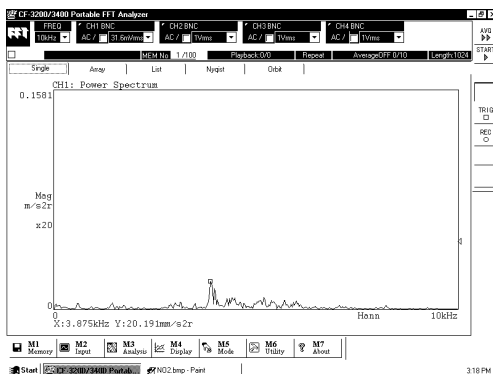 CF-3200/3400 Portable FFT Analyzer
FFT
FREQ
10kHz
CH1 BNC
AC / 31.6mVrms
CH2 BNC
AC / 1Vrms
CH3 BNC
AC / 1Vrms
CH4 BNC
AC / 1Vrms
AVG
START
MEM No 1 /100
Playback:0/0
Repeat
AverageOFF 0/10
Length:1024
Single
Array
List
Nyqist
Orbit
CH1: Power Spectrum
0.1581
TRIG
REC
Mag
m/s2r
x20
0
0
Hann
10kHz
X:3.875kHz Y:20.191mm/s2r
M1
Memory
M2
Input
M3
Analysis
M4
Display
M5
Mode
M6
Utility
M7
About
Start
CF-3200/3400 Portab...
NO2.bmp - Paint
3:18 PM